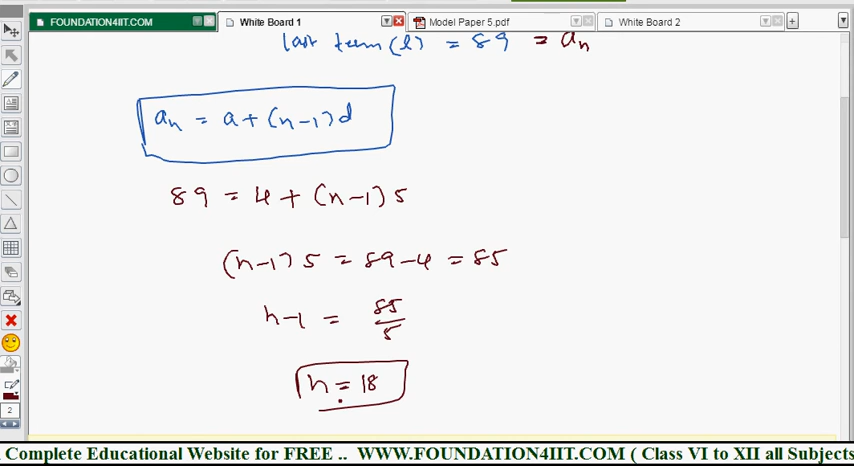 FOUNDATION4IIT.COM White Board 1 Model Paper 5.pdf White Board 2
last term (l) = 89 = aₙ
aₙ = a + (n-1) d
89 = 4 + (n-1) 5
(n-1) 5 = 89-4 = 85
n-1 = 85/5
n = 18
2
Complete Educational Website for FREE .. WWW.FOUNDATION4IIT.COM ( Class VI to XII all Subjects